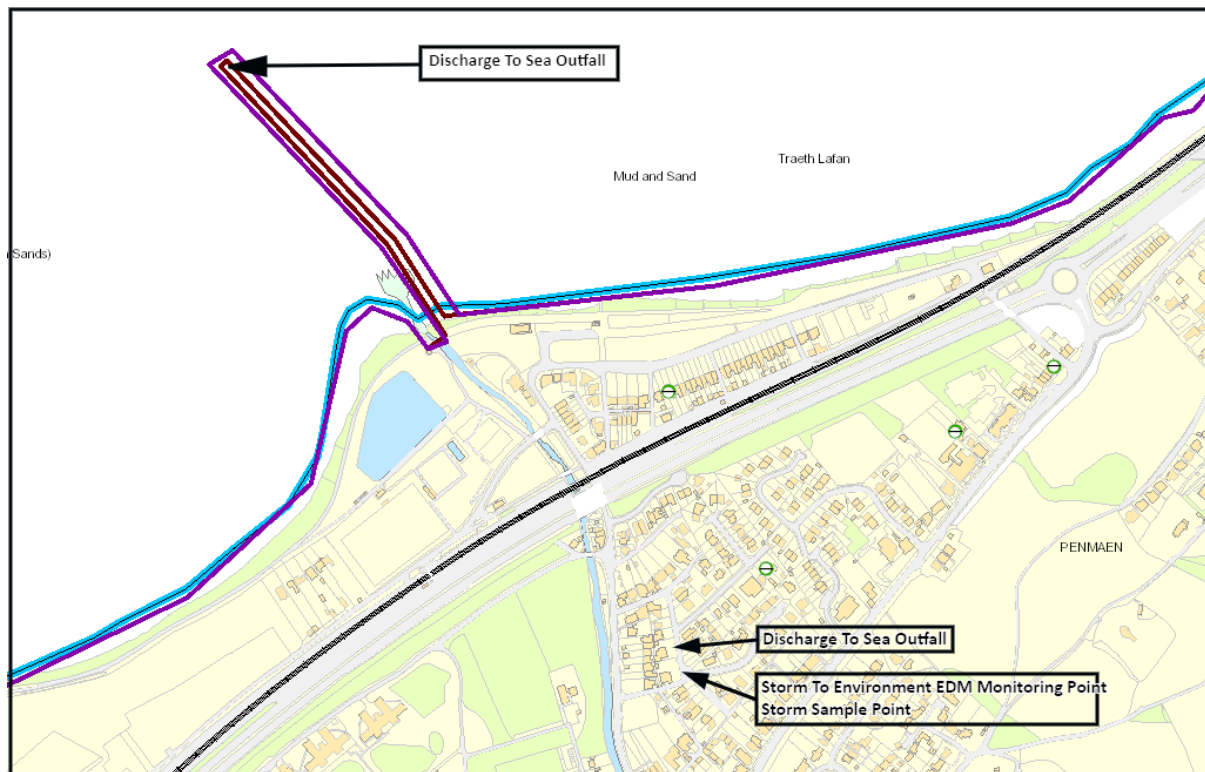 Discharge To Sea Outfall
Traeth Lafan
Mud and Sand
Sands)
PENMAEN
Discharge To Sea Outfall
Storm To Environment EDM Monitoring Point
Storm Sample Point